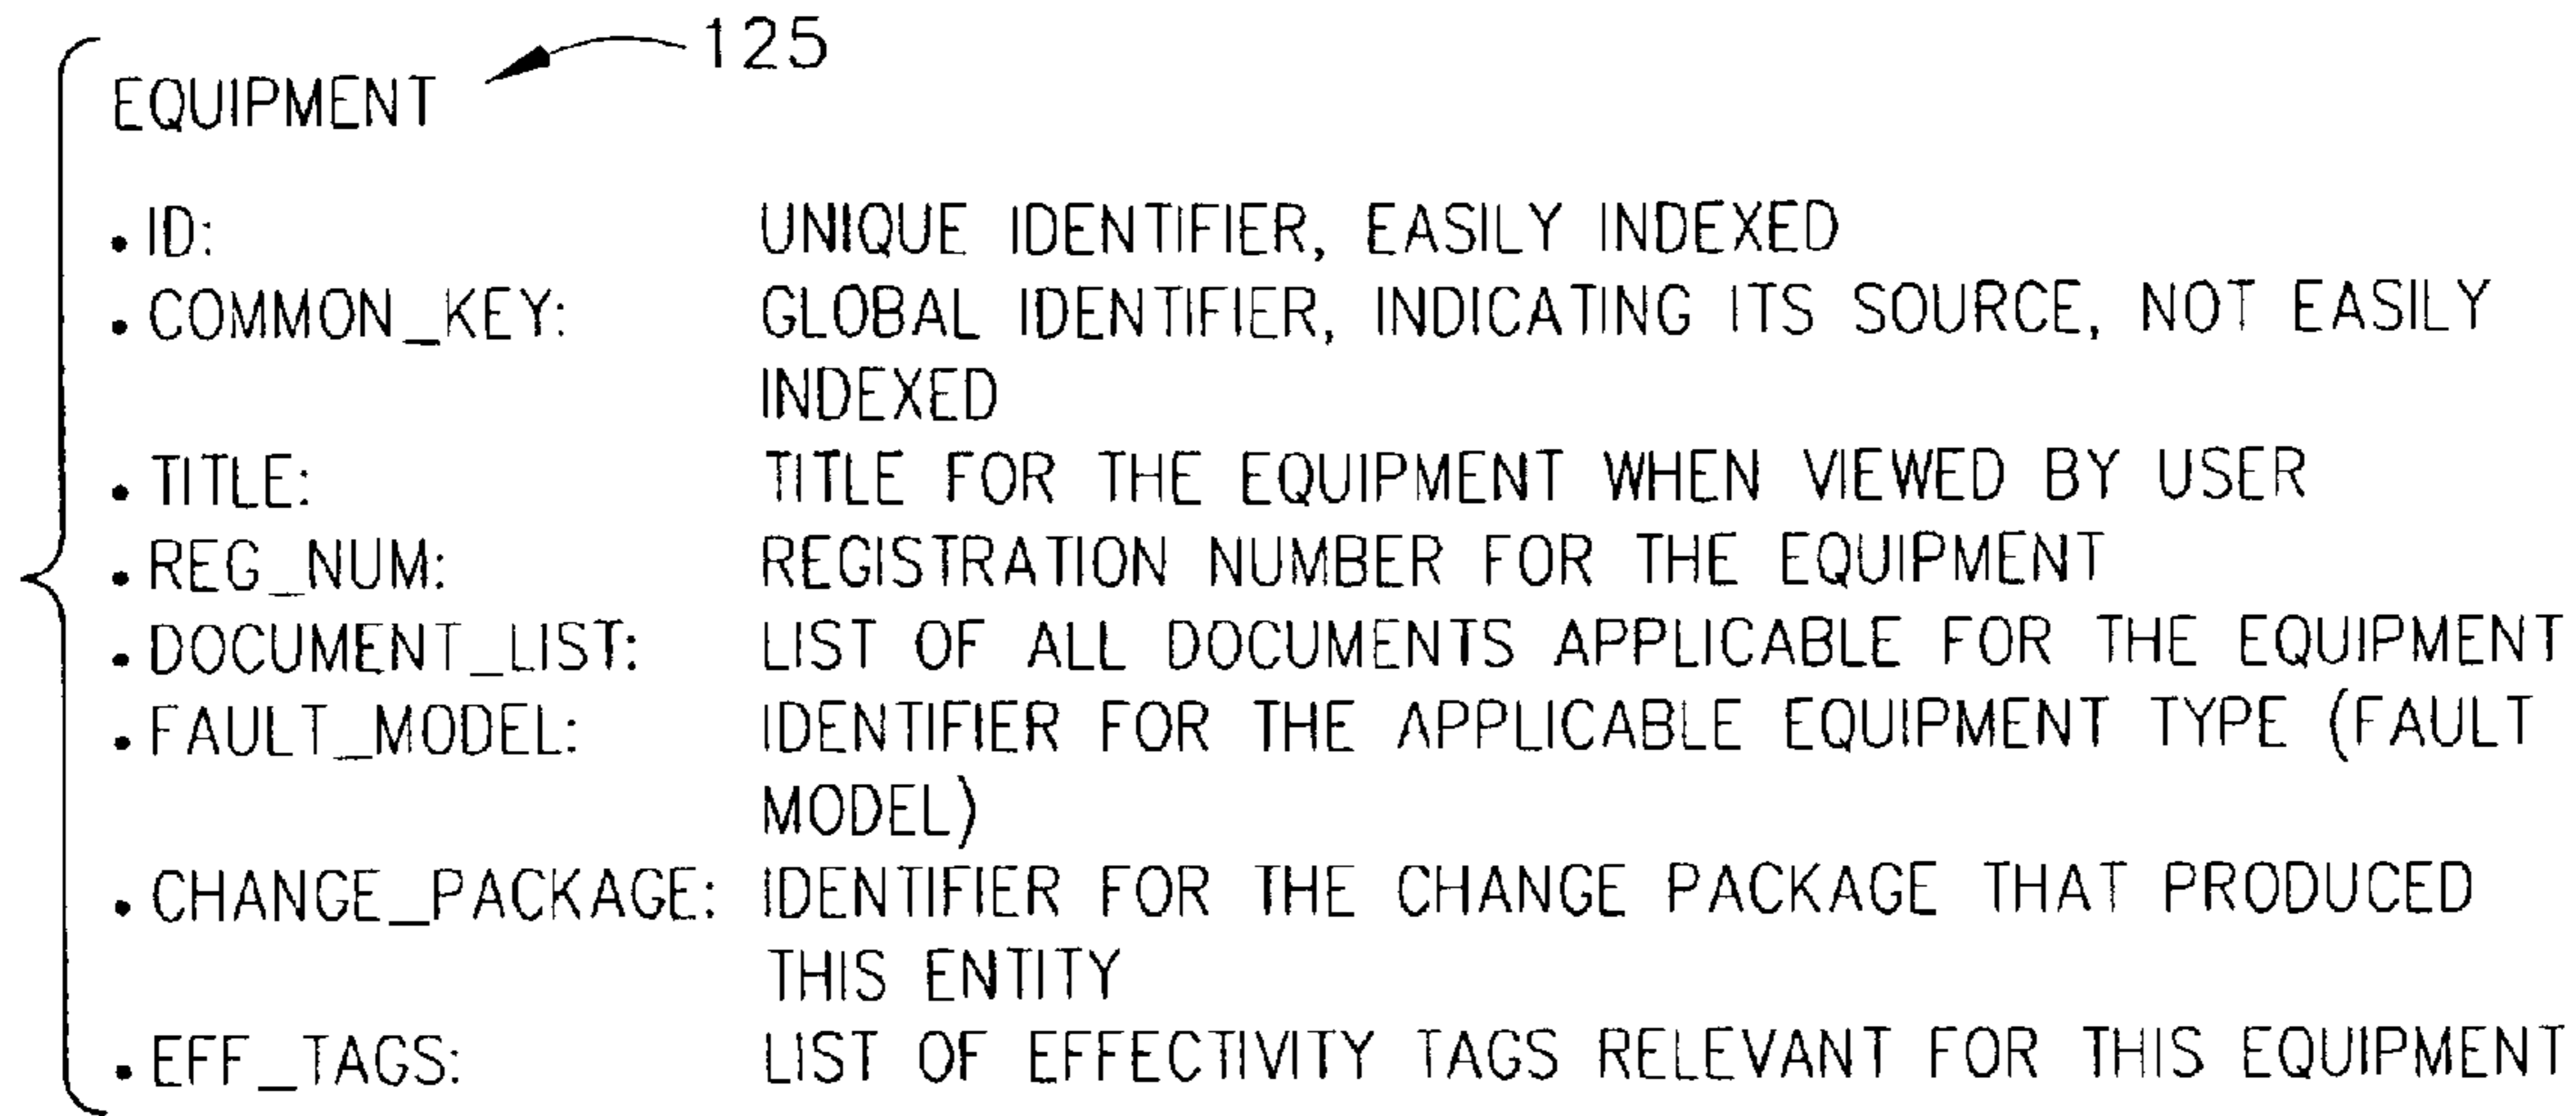 125
EQUIPMENT
• ID: UNIQUE IDENTIFIER, EASILY INDEXED
• COMMON_KEY: GLOBAL IDENTIFIER, INDICATING ITS SOURCE, NOT EASILY
INDEXED
• TITLE: TITLE FOR THE EQUIPMENT WHEN VIEWED BY USER
• REG_NUM: REGISTRATION NUMBER FOR THE EQUIPMENT
• DOCUMENT_LIST: LIST OF ALL DOCUMENTS APPLICABLE FOR THE EQUIPMENT
• FAULT_MODEL: IDENTIFIER FOR THE APPLICABLE EQUIPMENT TYPE (FAULT
MODEL)
• CHANGE_PACKAGE: IDENTIFIER FOR THE CHANGE PACKAGE THAT PRODUCED
THIS ENTITY
• EFF_TAGS: LIST OF EFFECTIVITY TAGS RELEVANT FOR THIS EQUIPMENT